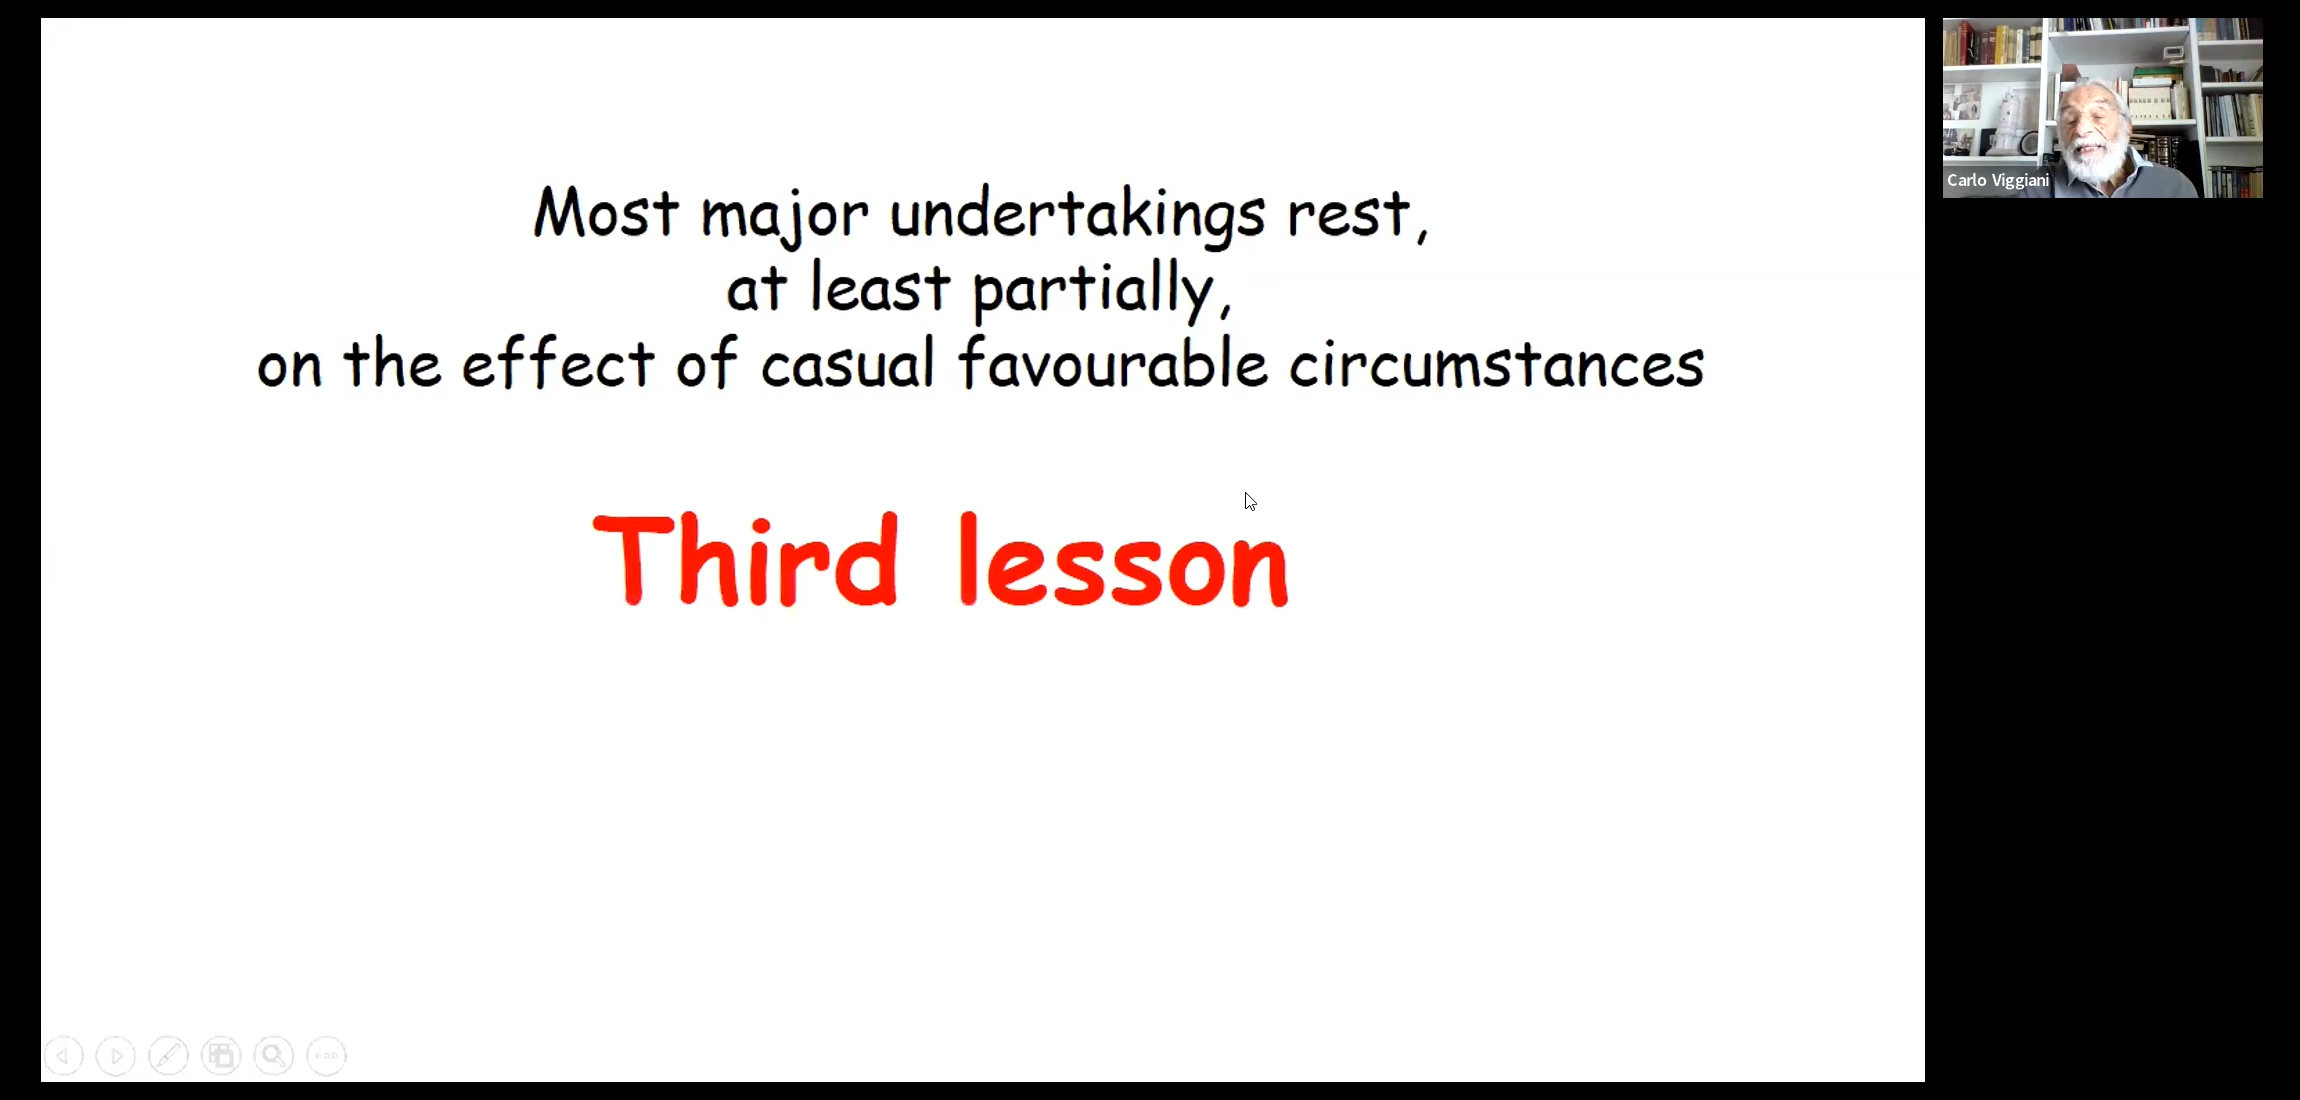 Most major undertakings rest,
at least partially,
on the effect of casual favourable circumstances
Third lesson
Carlo Viggiani